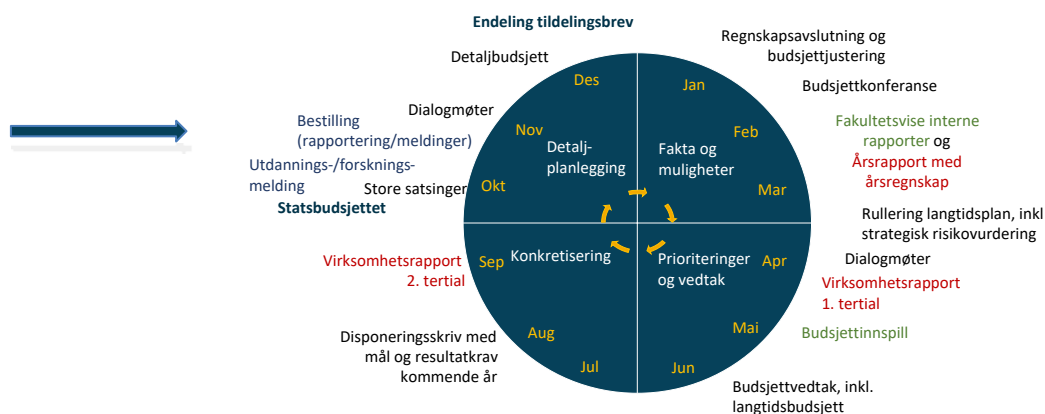 Endeling tildelingsbrev
Regnskapsavslutning og
budsjettjustering
Detaljbudsjett
Des
Jan
Budsjettkonferanse
Dialogmøter
Bestilling
(rapportering/meldinger)
Nov
Feb
Fakultetsvise interne
rapporter og
Årsrapport med
årsregnskap
Detalj-
planlegging
Fakta og
muligheter
Utdannings-/forsknings-
melding
Store satsinger
Okt
Mar
Statsbudsjettet
Rullering langtidsplan, inkl
strategisk risikovurdering
Virksomhetsrapport
2. tertial
Sep
Konkretisering
Prioriteringer
og vedtak
Apr
Dialogmøter
Virksomhetsrapport
1. tertial
Disponeringsskriv med
mål og resultatkrav
kommende år
Aug
Mai
Budsjettinnspill
Jul
Jun
Budsjettvedtak, inkl.
langtidsbudsjett